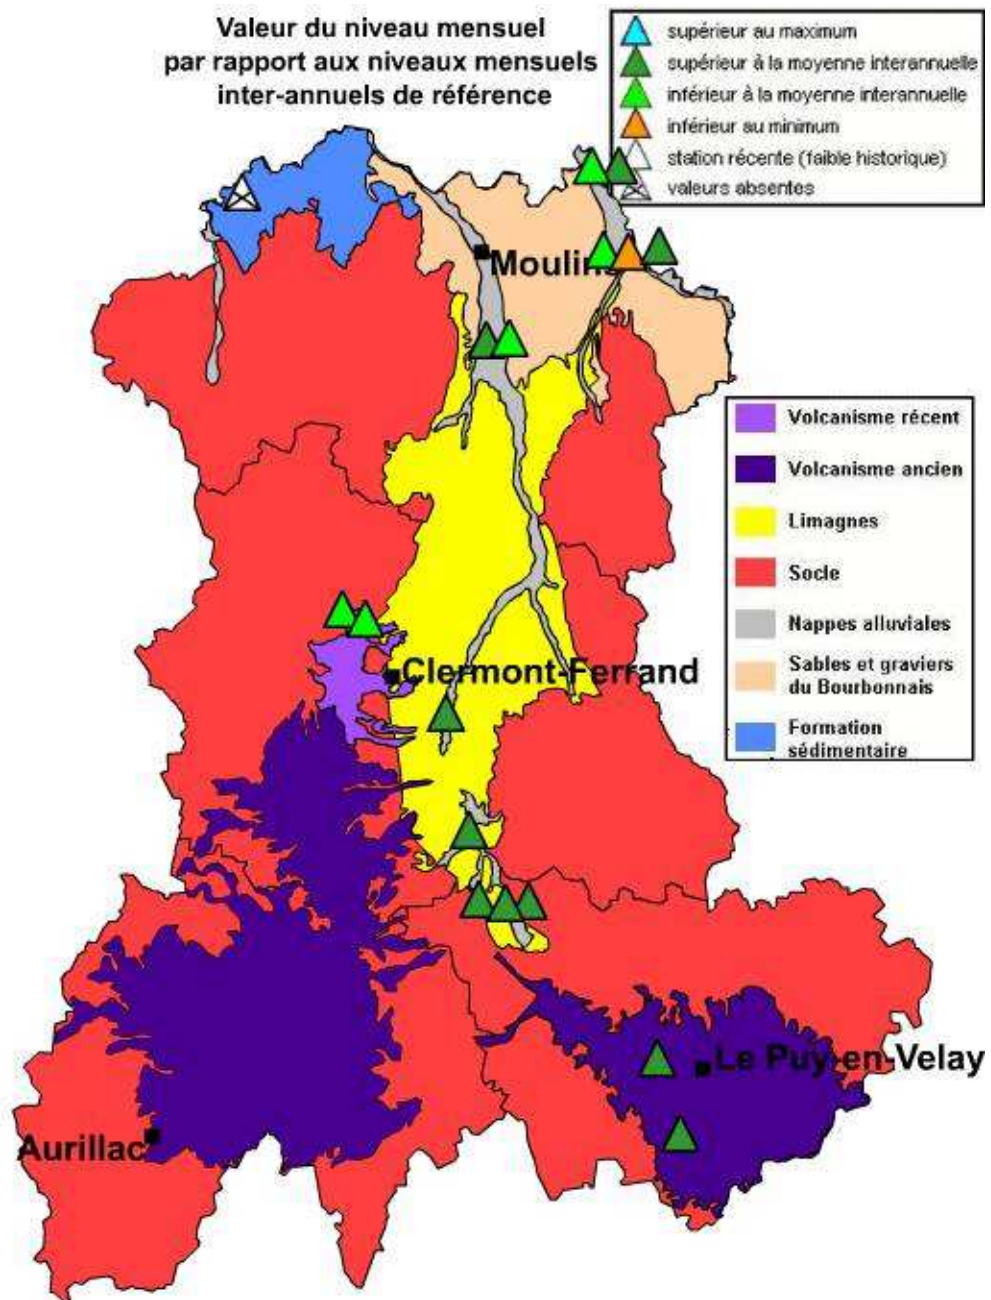 Valeur du niveau mensuel
par rapport aux niveaux mensuels
inter-annuels de référence
supérieur au maximum
supérieur à la moyenne interannuelle
inférieur à la moyenne interannuelle
inférieur au minimum
station récente (faible historique)
valeurs absentes
Moulins
Volcanisme récent
Volcanisme ancien
Limagnes
Socle
Nappes alluviales
Sables et graviers
du Bourbonnais
Formation
sédimentaire
Clermont-Ferrand
Le Puy-en-Velay
Aurillac